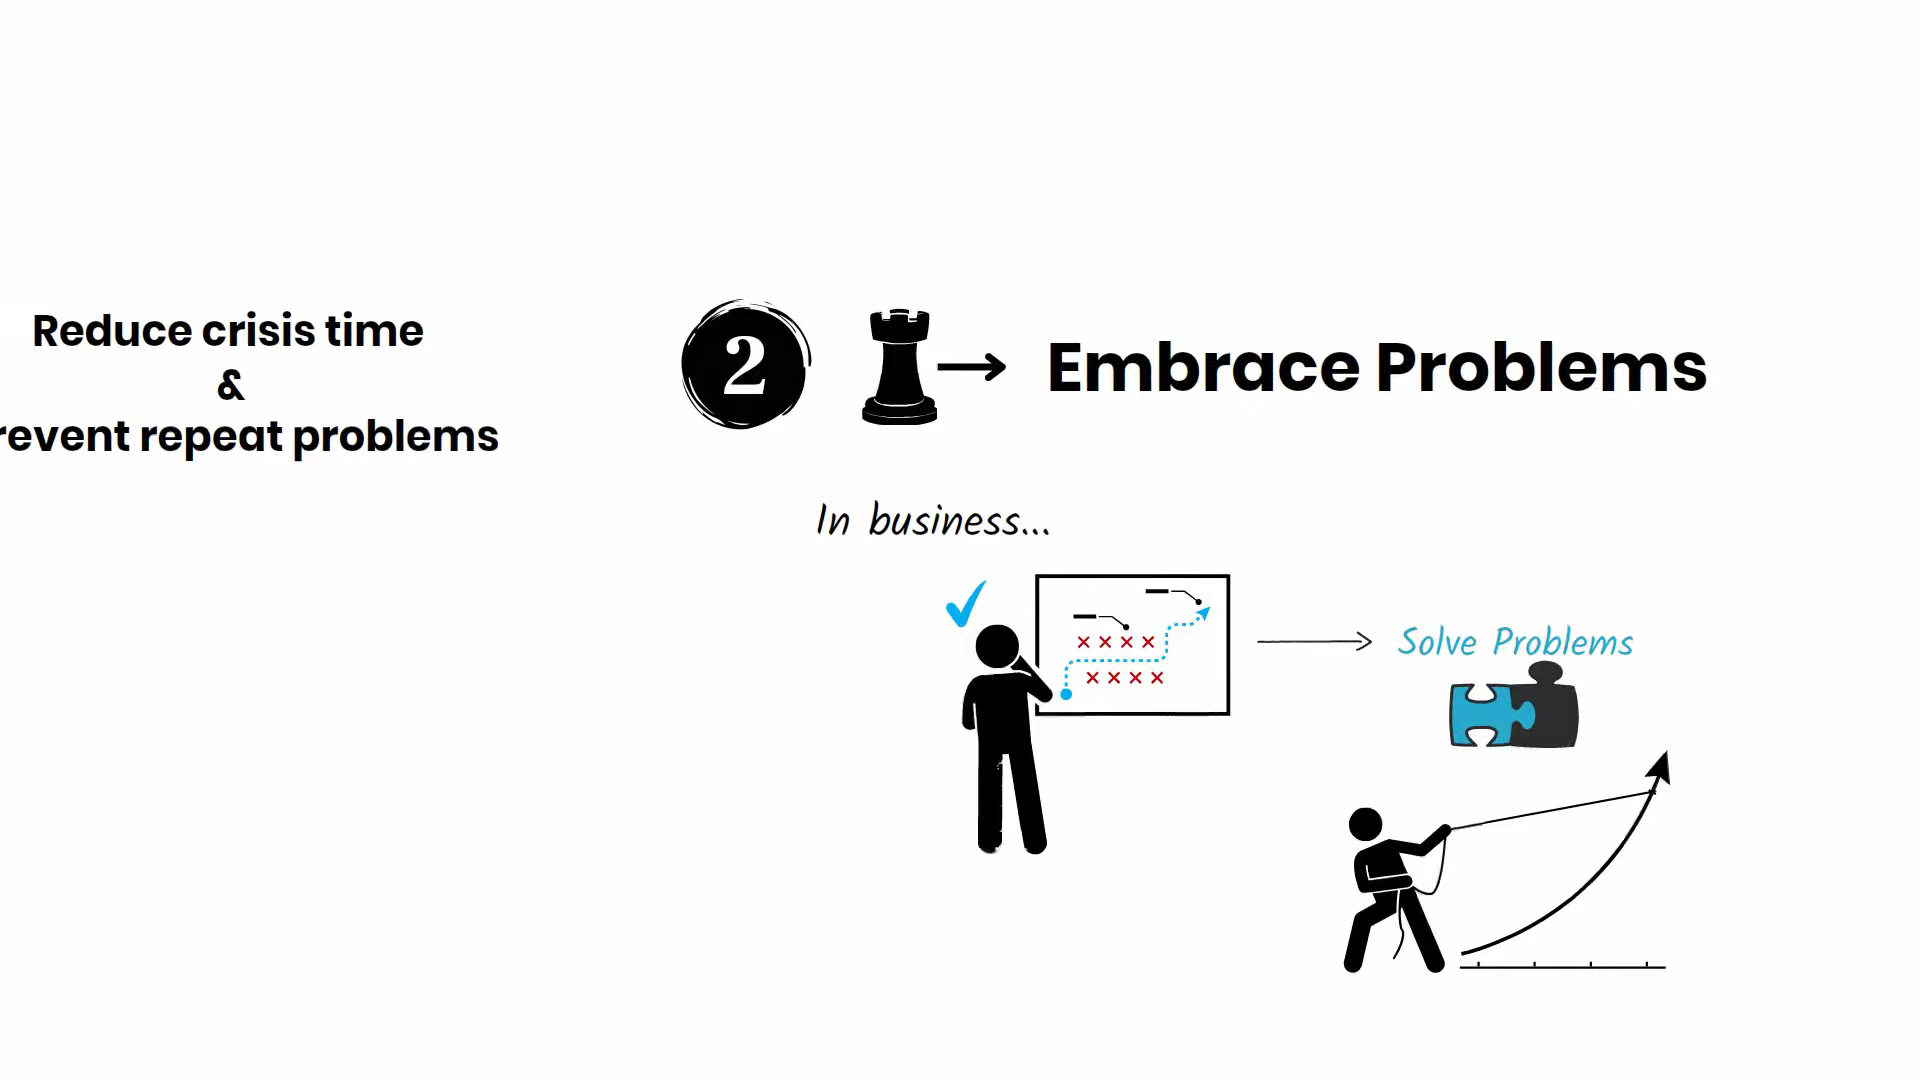 Reduce crisis time
&
revent repeat problems
2
Embrace Problems
In business...
Solve Problems